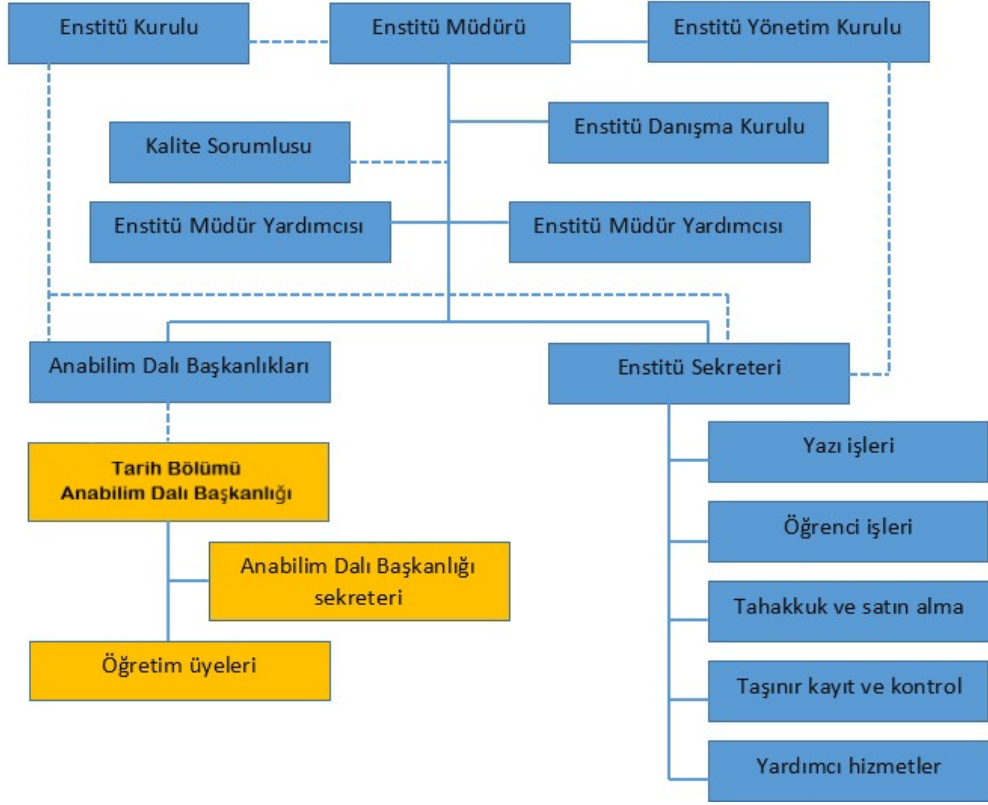 Enstitü Kurulu
Enstitü Müdürü
Enstitü Yönetim Kurulu
Enstitü Danışma Kurulu
Kalite Sorumlusu
Enstitü Müdür Yardımcısı
Enstitü Müdür Yardımcısı
Anabilim Dalı Başkanlıkları
Enstitü Sekreteri
Tarih Bölümü
Anabilim Dalı Başkanlığı
Anabilim Dalı Başkanlığı
sekreteri
Öğretim üyeleri
Yazı işleri
Öğrenci işleri
Tahakkuk ve satın alma
Taşınır kayıt ve kontrol
Yardımcı hizmetler